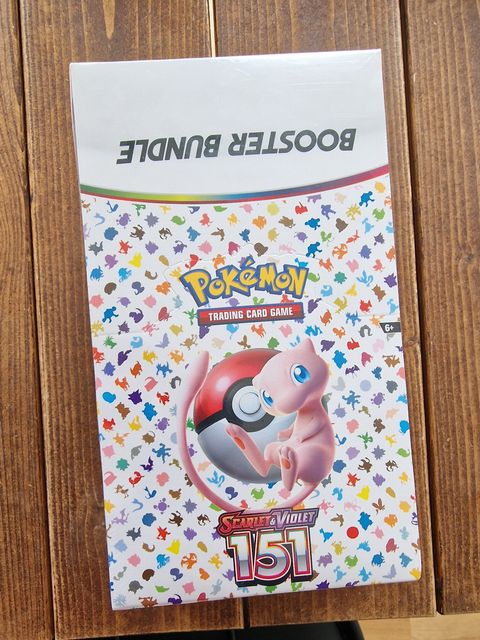 BOOSTER BUNDLE
POKéMON
TRADING CARD GAME
6+
SCARLET & VIOLET
151